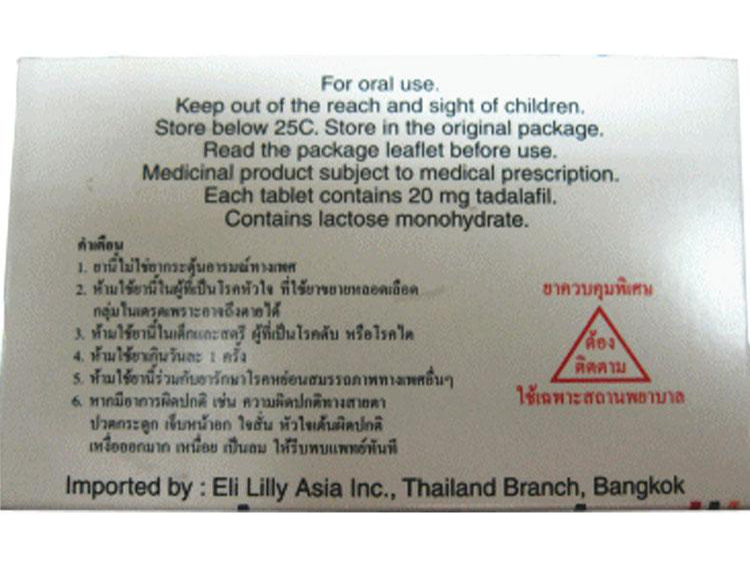 For oral use.
Keep out of the reach and sight of children.
Store below 25C. Store in the original package.
Read the package leaflet before use.
Medicinal product subject to medical prescription.
Each tablet contains 20 mg tadalafil.
Contains lactose monohydrate.
คำเตือน
1. ยานี้ไม่ใช่ยากระตุ้นอารมณ์ทางเพศ
2. ห้ามใช้ยานี้ในผู้ที่เป็นโรคหัวใจ ที่ใช้ยาขยายหลอดเลือด
กลุ่มไนเตรตเพราะอาจถึงตายได้
3. ห้ามใช้ยานี้ในเด็กและสตรี ผู้ที่เป็นโรคตับ หรือโรคไต
4. ห้ามใช้ยาเกินวันละ 1 ครั้ง
5. ห้ามใช้ยานี้ร่วมกับยารักษาโรคหย่อนสมรรถภาพทางเพศอื่นๆ
6. หากมีอาการผิดปกติ เช่น ความผิดปกติทางสายตา
ปวดกระดูก เจ็บหน้าอก ใจสั่น หัวใจเต้นผิดปกติ
เหงื่อออกมาก เหนื่อย เป็นลม ให้รีบพบแพทย์ทันที
ยาควบคุมพิเศษ
ต้อง
ติดตาม
ใช้เฉพาะสถานพยาบาล
Imported by : Eli Lilly Asia Inc., Thailand Branch, Bangkok